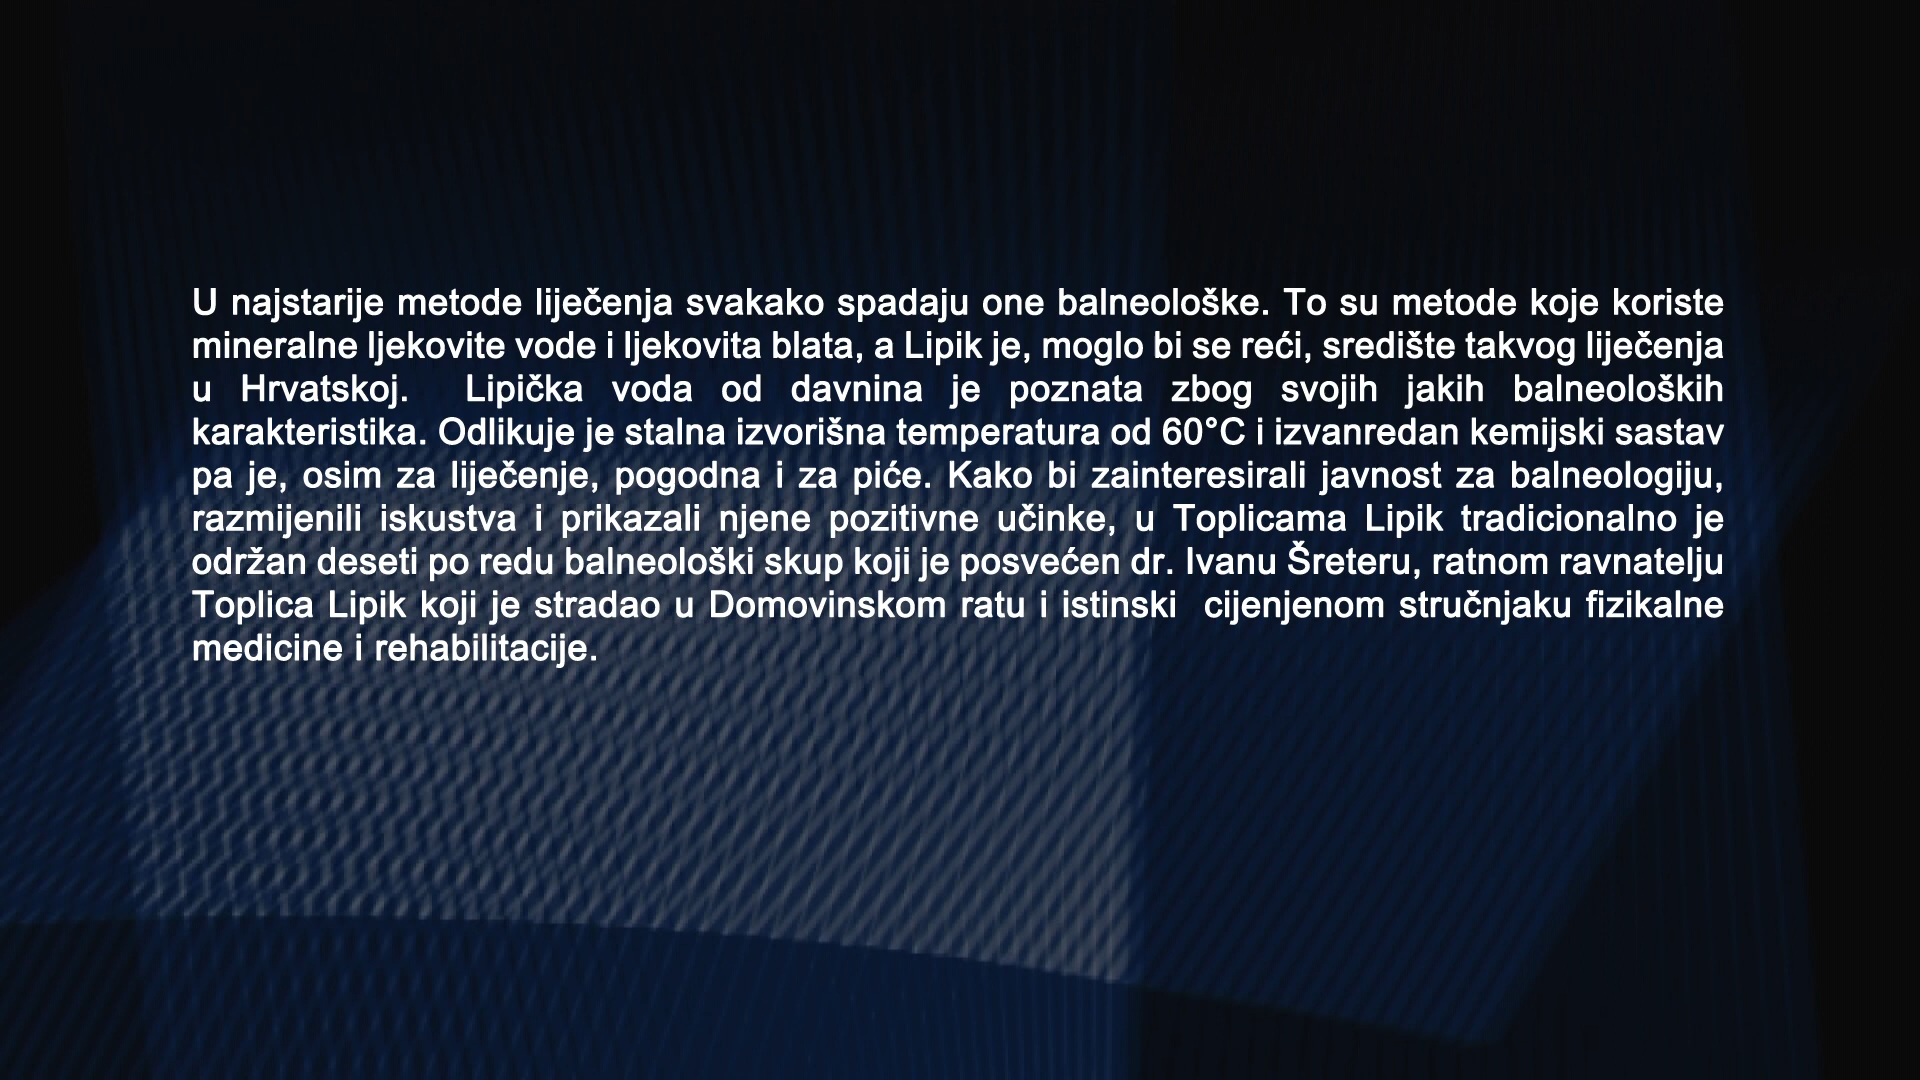 U najstarije metode liječenja svakako spadaju one balneološke. To su metode koje koriste
mineralne ljekovite vode i ljekovita blata, a Lipik je, moglo bi se reći, središte takvog liječenja
u Hrvatskoj.  Lipička voda od davnina je poznata zbog svojih jakih balneoloških
karakteristika. Odlikuje je stalna izvorišna temperatura od 60°C i izvanredan kemijski sastav
pa je, osim za liječenje, pogodna i za piće. Kako bi zainteresirali javnost za balneologiju,
razmijenili iskustva i prikazali njene pozitivne učinke, u Toplicama Lipik tradicionalno je
održan deseti po redu balneološki skup koji je posvećen dr. Ivanu Šreteru, ratnom ravnatelju
Toplica Lipik koji je stradao u Domovinskom ratu i istinski  cijenjenom stručnjaku fizikalne
medicine i rehabilitacije.